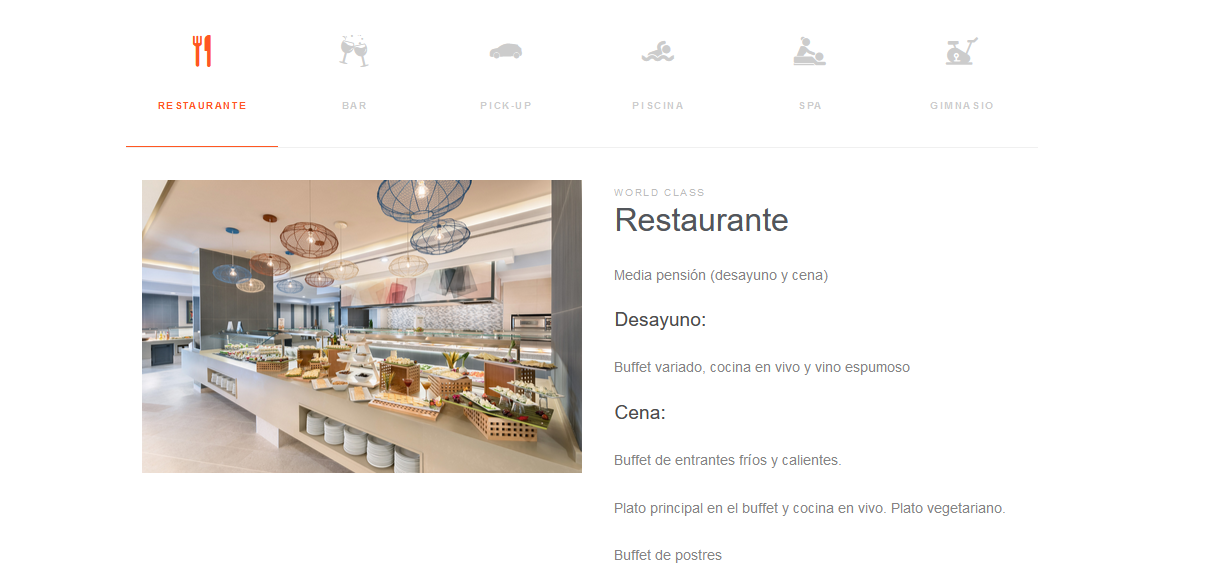 RESTAURANTE
BAR
PICK-UP
PISCINA
SPA
GIMNASIO
WORLD CLASS
Restaurante
Media pensión (desayuno y cena)
Desayuno:
Buffet variado, cocina en vivo y vino espumoso
Cena:
Buffet de entrantes fríos y calientes.
Plato principal en el buffet y cocina en vivo. Plato vegetariano.
Buffet de postres